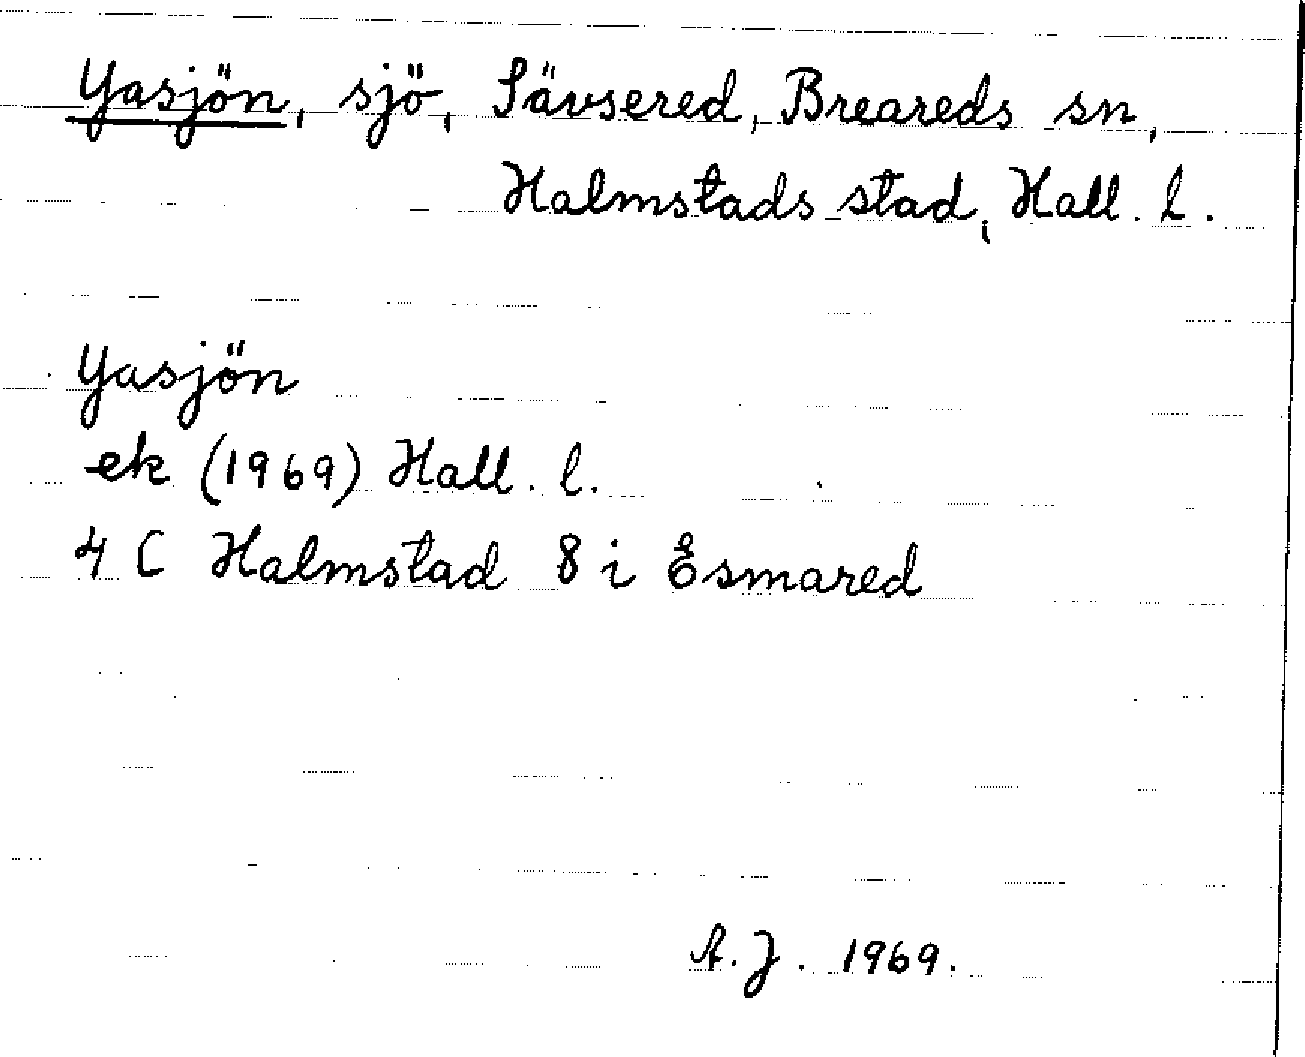 Yasjön, sjö, Sävsered, Breareds sn,
Halmstads stad, Hall. l.
Yasjön
ek (1969) Hall. l.
4 C Halmstad 8 i Esmared
A.J. 1969.